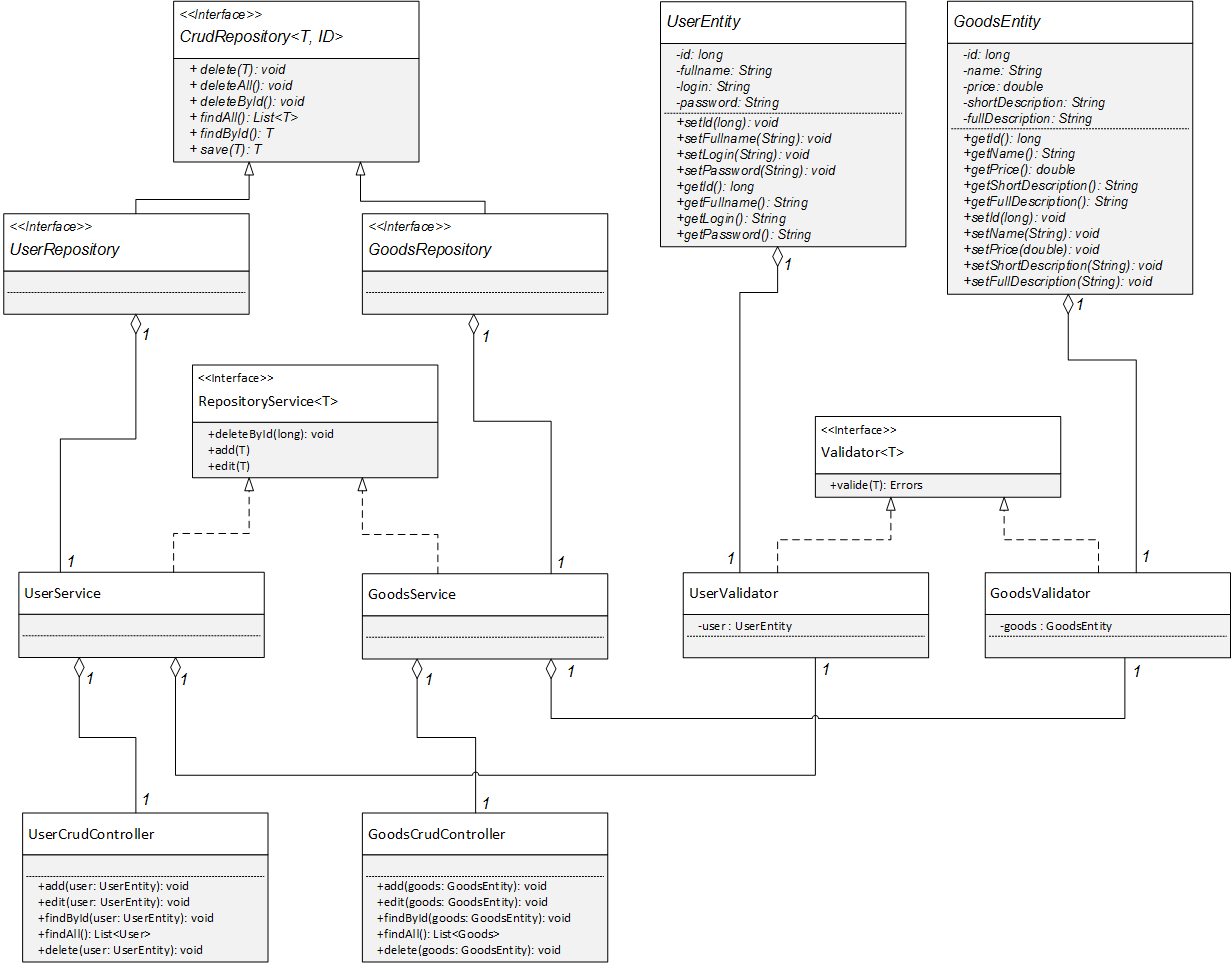 <<Interface>>
CrudRepository<T, ID>
+ delete(T): void
+ deleteAll(): void
+ deleteById(): void
+ findAll(): List<T>
+ findById(): T
+ save(T): T
UserEntity
-id: long
-fullname: String
-login: String
-password: String
+setId(long): void
+setFullname(String): void
+setLogin(String): void
+setPassword(String): void
+getId(): long
+getFullname(): String
+getLogin(): String
+getPassword(): String
1
GoodsEntity
-id: long
-name: String
-price: double
-shortDescription: String
-fullDescription: String
+getId(): long
+getName(): String
+getPrice(): double
+getShortDescription(): String
+getFullDescription(): String
+setId(long): void
+setName(String): void
+setPrice(double): void
+setShortDescription(String): void
+setFullDescription(String): void
1
<<Interface>>
UserRepository
1
<<Interface>>
GoodsRepository
1
<<Interface>>
RepositoryService<T>
+deleteById(long): void
+add(T)
+edit(T)
<<Interface>>
Validator<T>
+valide(T): Errors
1
UserService
1
1
1
GoodsService
1
1
1
UserValidator
-user : UserEntity
1
1
GoodsValidator
-goods : GoodsEntity
1
1
UserCrudController
+add(user: UserEntity): void
+edit(user: UserEntity): void
+findById(user: UserEntity): void
+findAll(): List<User>
+delete(user: UserEntity): void
1
GoodsCrudController
+add(goods: GoodsEntity): void
+edit(goods: GoodsEntity): void
+findById(goods: GoodsEntity): void
+findAll(): List<Goods>
+delete(goods: GoodsEntity): void